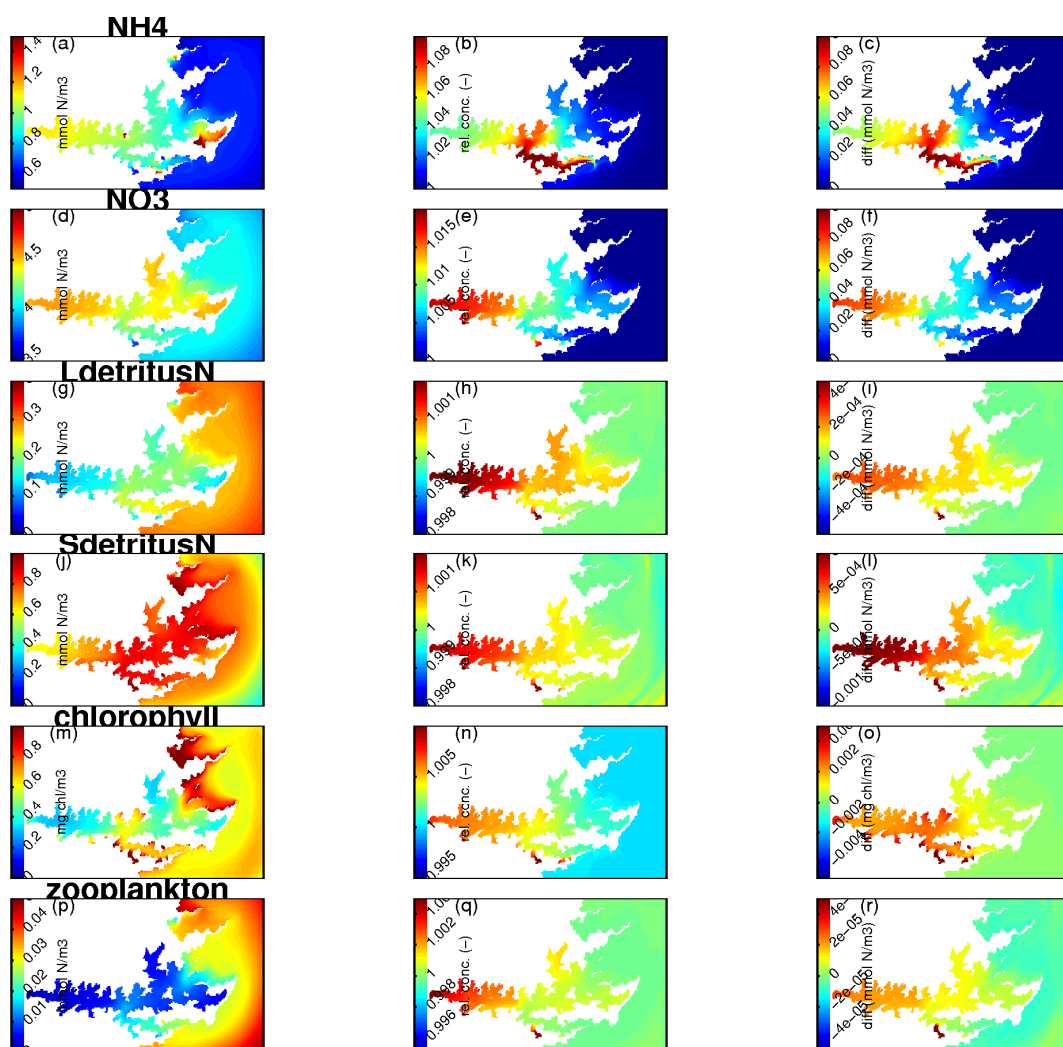 NH4
(a)
1.4
1.2
1
0.8
0.6
mmol N/m3
(b)
1.08
1.06
1.04
1.02
1
rel. conc. (−)
(c)
0.08
0.06
0.04
0.02
0
diff (mmol N/m3)
NO3
(d)
4.5
4
3.5
mmol N/m3
(e)
1.015
1.01
1.005
1
rel. conc. (−)
(f)
0.08
0.06
0.04
0.02
0
diff (mmol N/m3)
LdetritusN
(g)
0.3
0.2
0.1
0
mmol N/m3
(h)
1.001
1
0.999
0.998
rel. conc. (−)
(i)
2e−04
0
−2e−04
−4e−04
diff (mmol N/m3)
SdetritusN
(j)
0.8
0.6
0.4
0.2
0
mmol N/m3
(k)
1.001
1
0.999
0.998
rel. conc. (−)
(l)
5e−04
0
−5e−04
−0.001
diff (mmol N/m3)
chlorophyll
(m)
0.8
0.6
0.4
0.2
0
mg chl/m3
(n)
1.005
0.995
rel. conc. (−)
(o)
0.002
0
−0.002
−0.004
diff (mg chl/m3)
zooplankton
(p)
0.04
0.03
0.02
0.01
mmol N/m3
(q)
1.002
1
0.998
0.996
rel. conc. (−)
(r)
2e−05
0
−2e−05
−4e−05
diff (mmol N/m3)